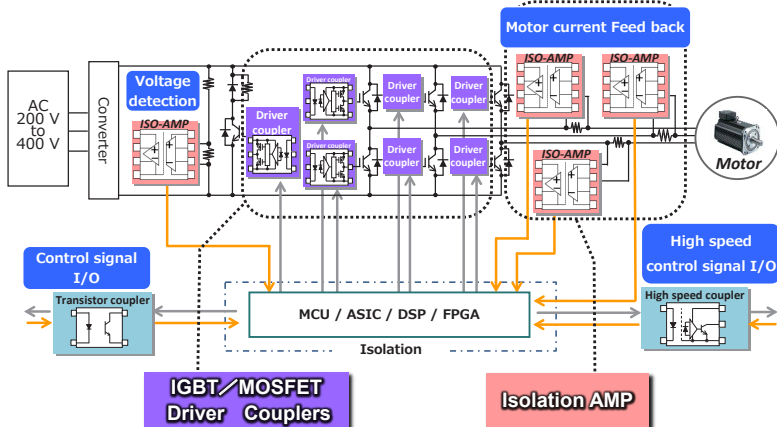 Motor current Feed back
AC
200 V
to
400 V
Converter
Voltage
detection
ISO-AMP
Driver
coupler
Driver coupler
Driver coupler
Driver
coupler
Driver
coupler
Driver
coupler
Driver
coupler
ISO-AMP
ISO-AMP
ISO-AMP
Motor
Control signal
I/O
Transistor coupler
MCU / ASIC / DSP / FPGA
Isolation
High speed
control signal I/O
High speed coupler
IGBT／MOSFET
Driver Couplers
Isolation AMP